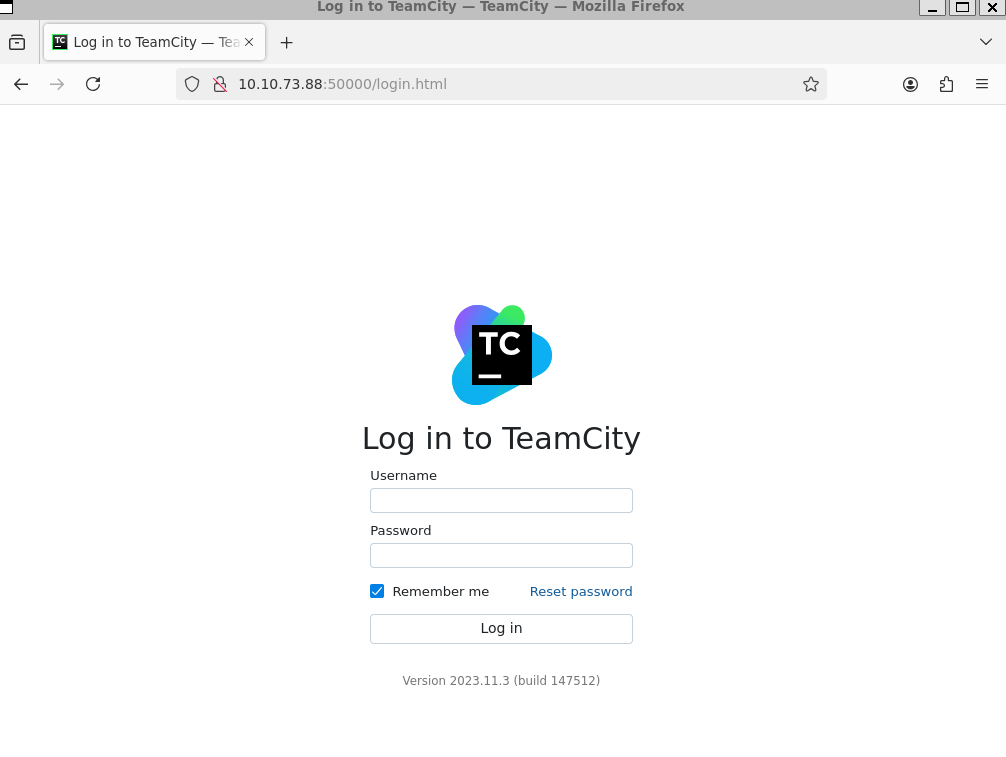 Log in to TeamCity — TeamCity — Mozilla Firefox
Log in to TeamCity — Tea
10.10.73.88:50000/login.html
TC
Log in to TeamCity
Username
Password
Remember me
Reset password
Log in
Version 2023.11.3 (build 147512)